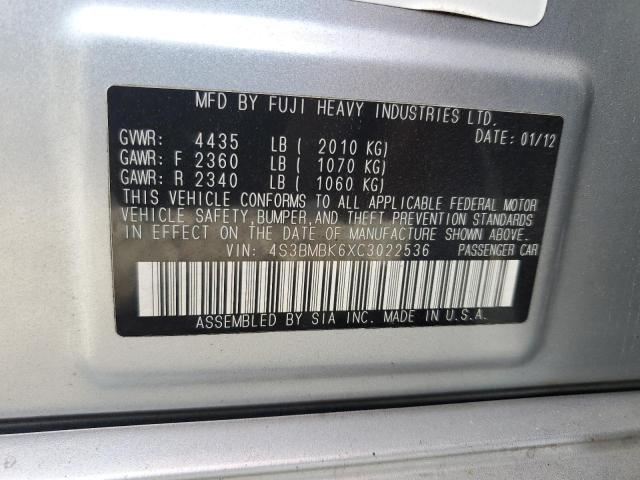 MFD BY FUJI HEAVY INDUSTRIES LTD.
GVWR: 4435 LB ( 2010 KG) DATE: 01/12
GAWR: F 2360 LB ( 1070 KG)
GAWR: R 2340 LB ( 1060 KG)
THIS VEHICLE CONFORMS TO ALL APPLICABLE FEDERAL MOTOR
VEHICLE SAFETY, BUMPER, AND THEFT PREVENTION STANDARDS
IN EFFECT ON THE DATE OF MANUFACTURE SHOWN ABOVE.
VIN: 4S3BMBK6XC3022536 PASSENGER CAR
ASSEMBLED BY SIA INC. MADE IN U.S.A.